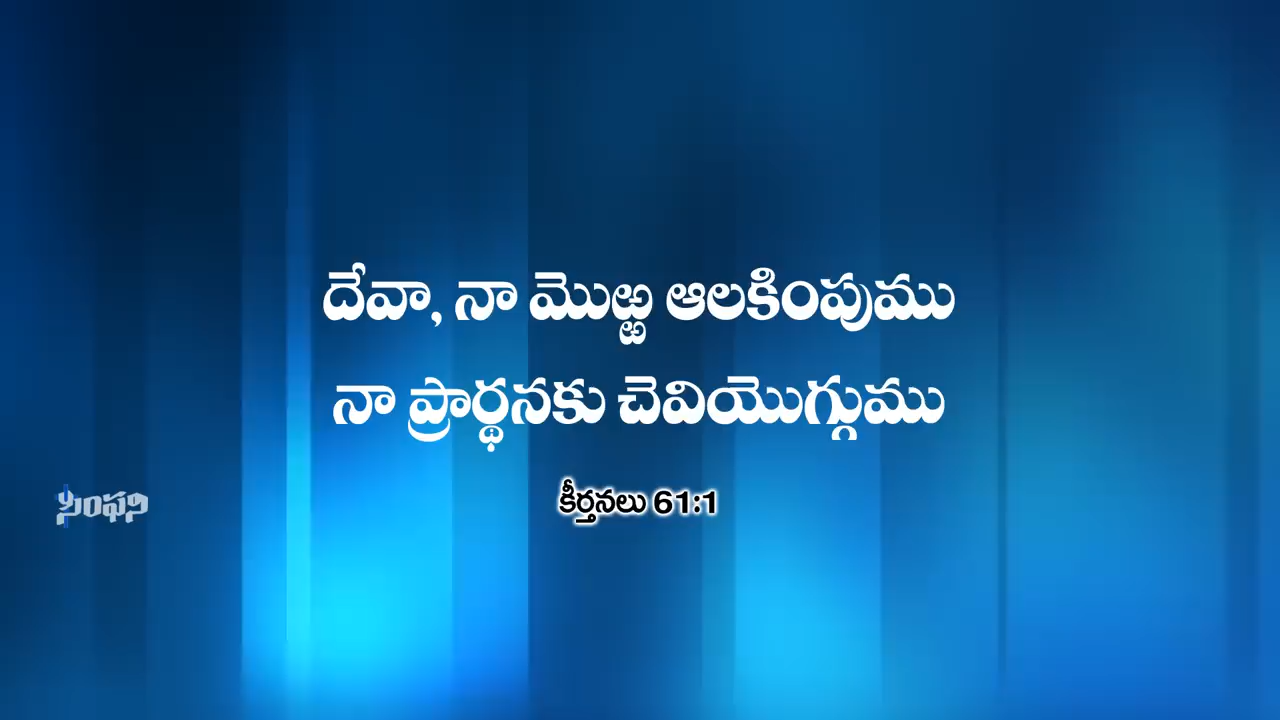 దేవా, నా మొఱ్ఱ ఆలకింపుము
నా ప్రార్థనకు చెవియొగ్గుము
కీర్తనలు 61:1
సింఫని